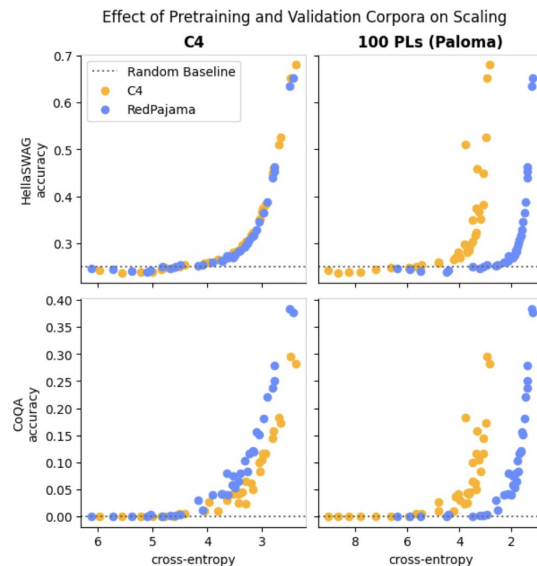 Effect of Pretraining and Validation Corpora on Scaling
C4
100 PLs (Paloma)
0.7
0.6
0.5
0.4
0.3
HellaSWAG
accuracy
Random Baseline
C4
RedPajama
0.40
0.35
0.30
0.25
0.20
0.15
0.10
0.05
0.00
CoQA
accuracy
6 5 4 3
8 6 4 2
cross-entropy
cross-entropy